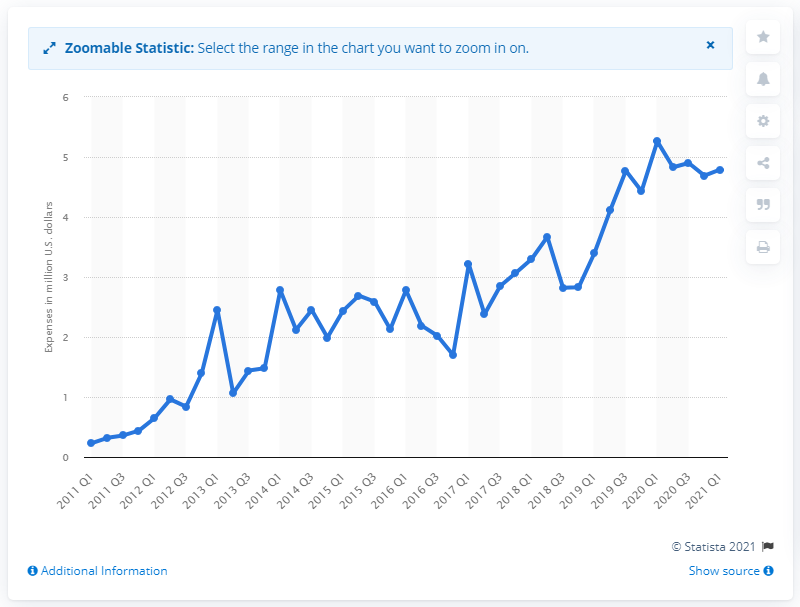 Zoomable Statistic: Select the range in the chart you want to zoom in on.
×
6
5
4
3
2
1
0
Expenses in million U.S. dollars
2011 Q1
2011 Q3
2012 Q1
2012 Q3
2013 Q1
2013 Q3
2014 Q1
2014 Q3
2015 Q1
2015 Q3
2016 Q1
2016 Q3
2017 Q1
2017 Q3
2018 Q1
2018 Q3
2019 Q1
2019 Q3
2020 Q1
2020 Q3
2021 Q1
© Statista 2021
Additional Information
Show source